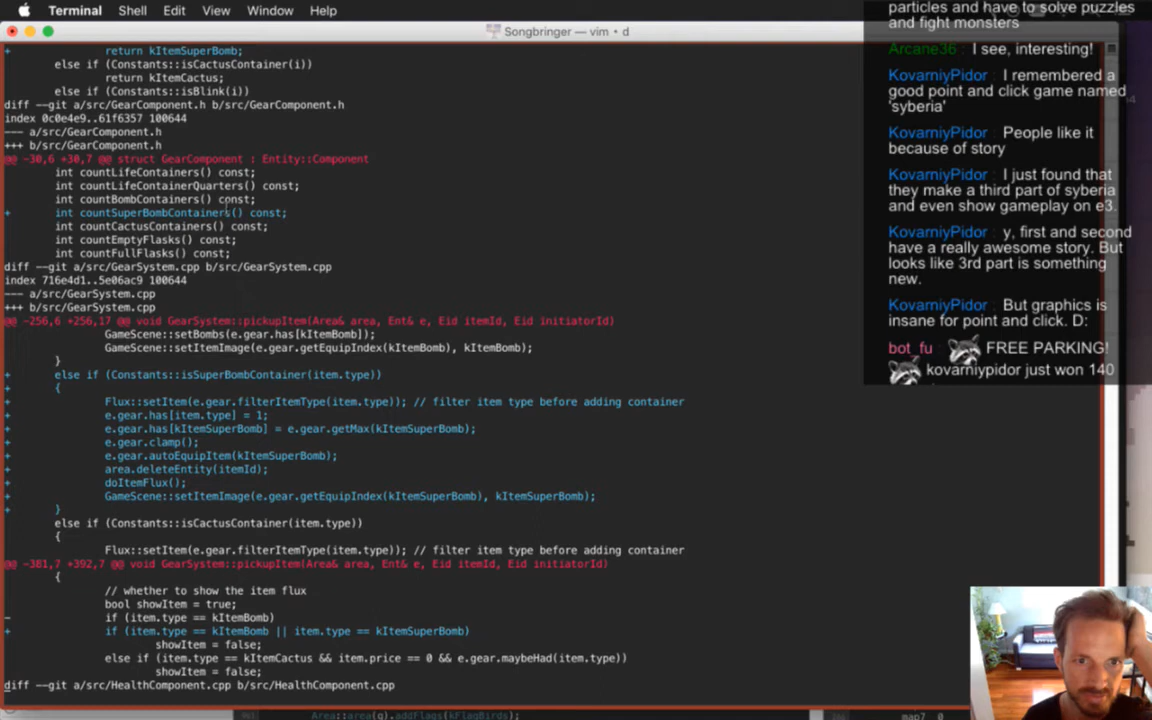 Terminal Shell Edit View Window Help
Songbringer — vim • d
+ return kItemSuperBomb;
else if (Constants::isCactusContainer(i))
return kItemCactus;
else if (Constants::isBlink(i))
diff --git a/src/GearComponent.h b/src/GearComponent.h
index 0c0e4e9..61f6357 100644
--- a/src/GearComponent.h
+++ b/src/GearComponent.h
@@ -30,6 +30,7 @@ struct GearComponent : Entity::Component
int countLifeContainers() const;
int countLifeContainerQuarters() const;
int countBombContainers() const;
+ int countSuperBombContainers() const;
int countCactusContainers() const;
int countEmptyFlasks() const;
int countFullFlasks() const;
diff --git a/src/GearSystem.cpp b/src/GearSystem.cpp
index 716e4d1..5e06ac9 100644
--- a/src/GearSystem.cpp
+++ b/src/GearSystem.cpp
@@ -256,6 +256,17 @@ void GearSystem::pickupItem(Area& area, Ent& e, Eid itemId, Eid initiatorId)
GameScene::setBombs(e.gear.has[kItemBomb]);
GameScene::setItemImage(e.gear.getEquipIndex(kItemBomb), kItemBomb);
}
+ else if (Constants::isSuperBombContainer(item.type))
+ {
+ Flux::setItem(e.gear.filterItemType(item.type)); // filter item type before adding container
+ e.gear.has[item.type] = 1;
+ e.gear.has[kItemSuperBomb] = e.gear.getMax(kItemSuperBomb);
+ e.gear.clamp();
+ e.gear.autoEquipItem(kItemSuperBomb);
+ area.deleteEntity(itemId);
+ doItemFlux();
+ GameScene::setItemImage(e.gear.getEquipIndex(kItemSuperBomb), kItemSuperBomb);
+ }
else if (Constants::isCactusContainer(item.type))
{
Flux::setItem(e.gear.filterItemType(item.type)); // filter item type before adding container
@@ -381,7 +392,7 @@ void GearSystem::pickupItem(Area& area, Ent& e, Eid itemId, Eid initiatorId)
{
// whether to show the item flux
bool showItem = true;
- if (item.type == kItemBomb)
+ if (item.type == kItemBomb || item.type == kItemSuperBomb)
showItem = false;
else if (item.type == kItemCactus && item.price == 0 && e.gear.maybeHad(item.type))
showItem = false;
diff --git a/src/HealthComponent.cpp b/src/HealthComponent.cpp
Area::area(g).addFlags(kFlagBirds);
map7 0
particles and have to solve puzzles
and fight monsters
Arcane36 : I see, interesting!
KovarniyPidor : I remembered a
good point and click game named
'syberia'
KovarniyPidor : People like it
because of story
KovarniyPidor : I just found that
they make a third part of syberia
and even show gameplay on e3.
KovarniyPidor : y, first and second
have a really awesome story. But
looks like 3rd part is something
new.
KovarniyPidor : But graphics is
insane for point and click. D:
bot_fu : FREE PARKING!
kovarniypidor just won 140